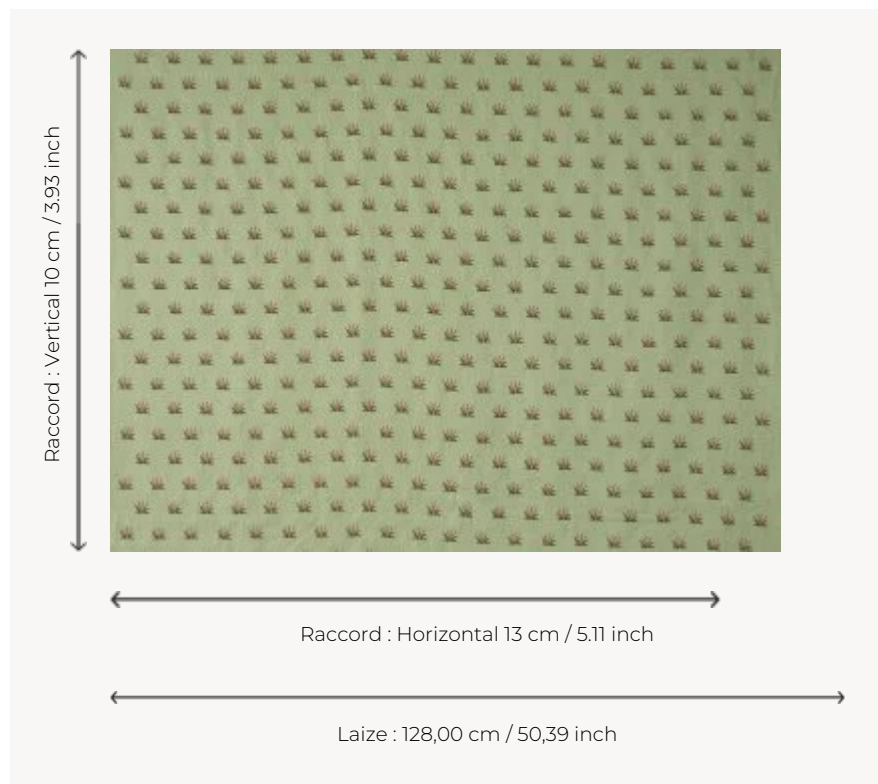 Raccord : Vertical 10 cm / 3.93 inch
Raccord : Horizontal 13 cm / 5.11 inch
Laize : 128,00 cm / 50,39 inch